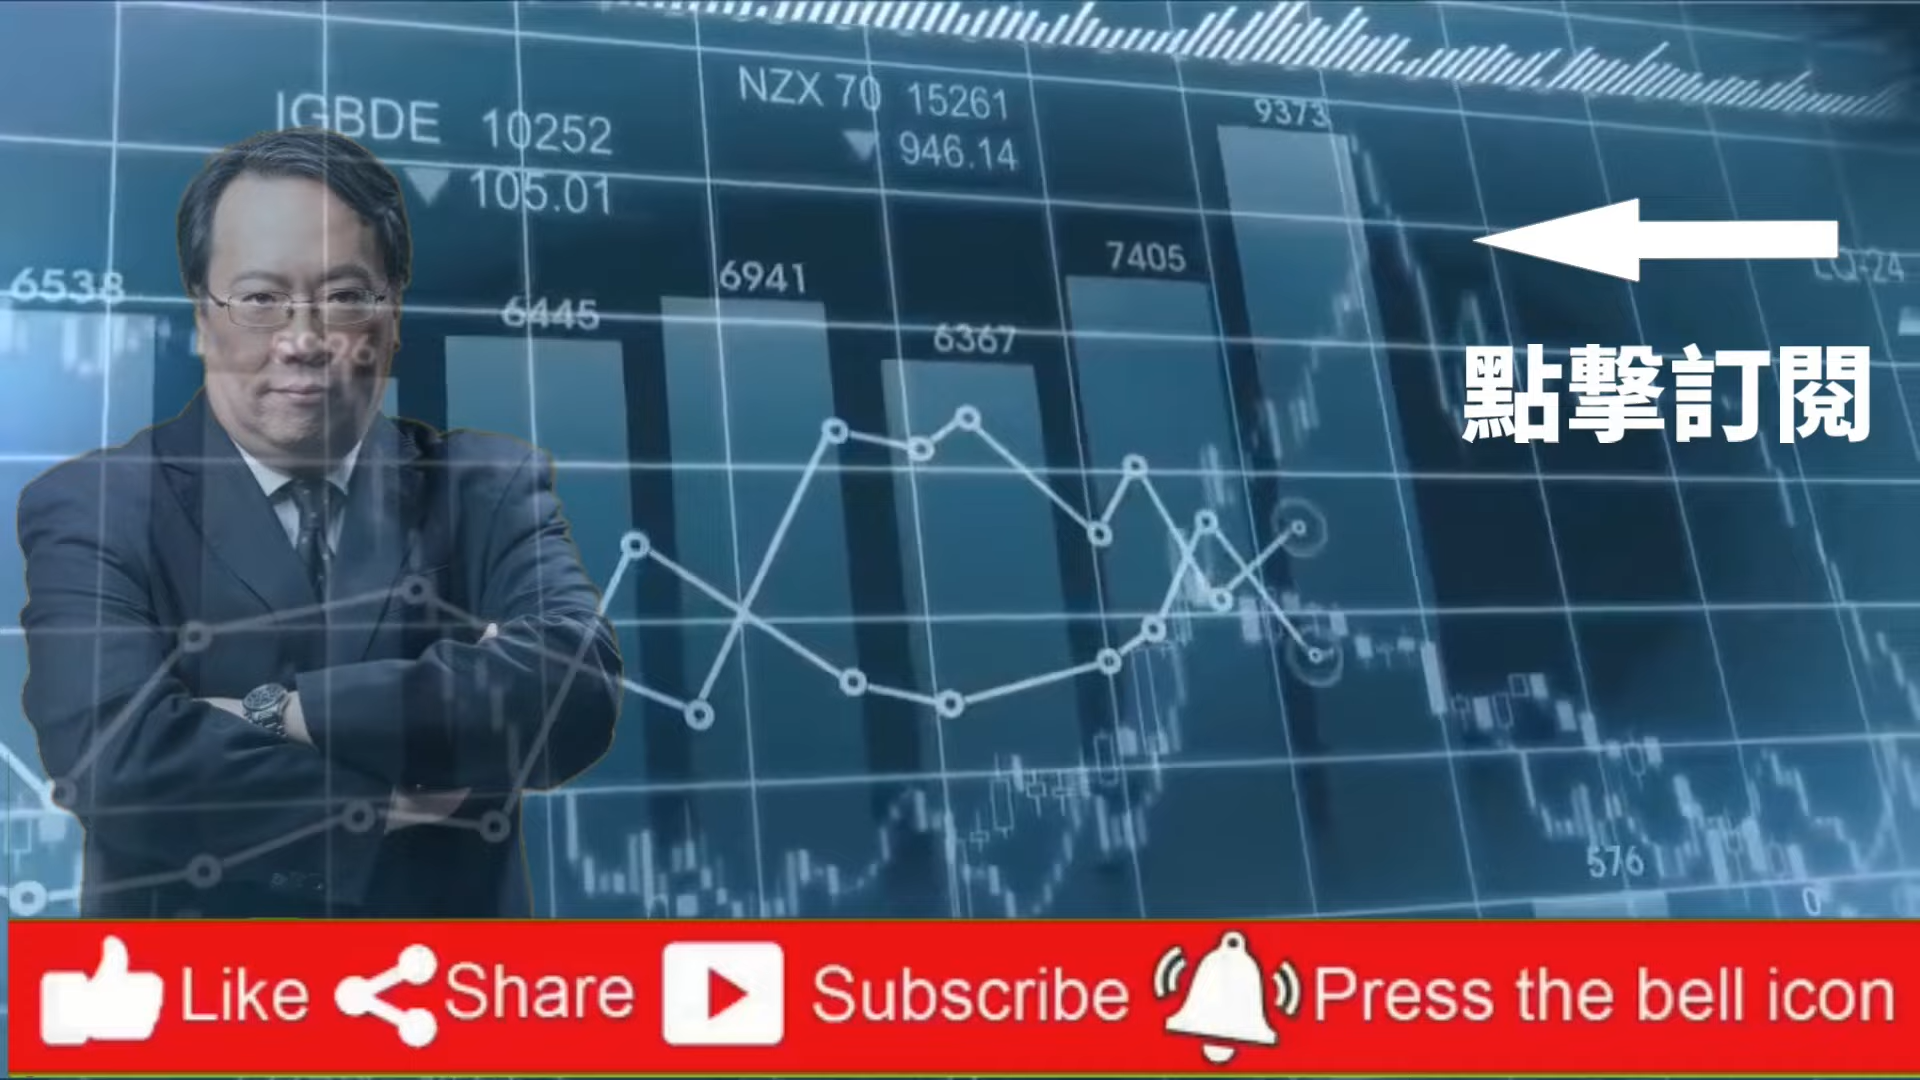 IGBDE 10252
105.01
NZX 70 15261
946.14
9373
6538
6445
6941
6367
7405
點擊訂閱
576
0
Like Share Subscribe Press the bell icon